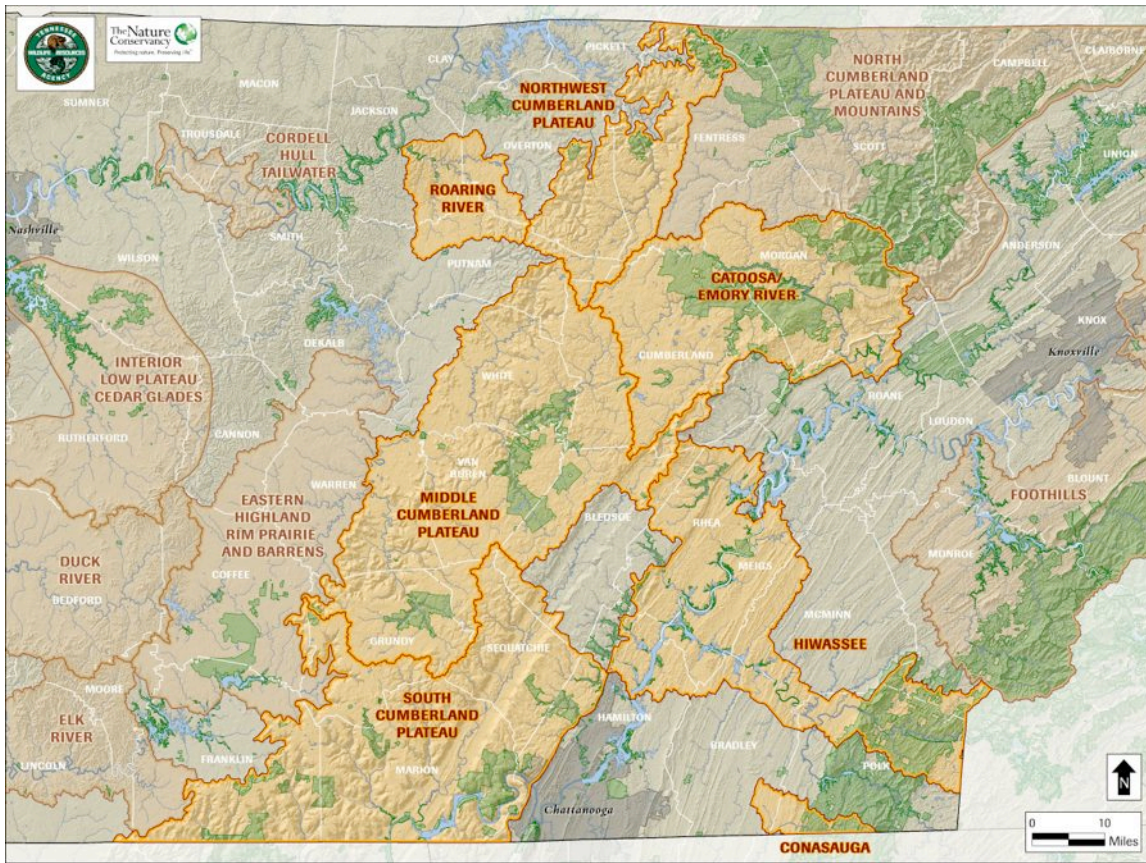 TENNESSEE
WILDLIFE RESOURCES
AGENCY
The Nature
Conservancy
Protecting nature. Preserving life.
PICKETT
CLAY
CLAIBORNE
CAMPBELL
NORTH
CUMBERLAND
PLATEAU AND
MOUNTAINS
NORTHWEST
CUMBERLAND
PLATEAU
MACON
SUMNER
JACKSON
TROUSDALE
CORDELL
HULL
TAILWATER
OVERTON
FENTRESS
SCOTT
UNION
ROARING
RIVER
Nashville
SMITH
WILSON
PUTNAM
MORGAN
ANDERSON
CATOOSA/
EMORY RIVER
KNOX
Knoxville
DEKALB
CUMBERLAND
INTERIOR
LOW PLATEAU
CEDAR GLADES
WHITE
ROANE
LOUDON
RUTHERFORD
CANNON
VAN
BUREN
WARREN
BLOUNT
FOOTHILLS
EASTERN
HIGHLAND
RIM PRAIRIE
AND BARRENS
MIDDLE
CUMBERLAND
PLATEAU
BLEDSOE
RHEA
MONROE
MEIGS
DUCK
RIVER
BEDFORD
COFFEE
MCMINN
GRUNDY
SEQUATCHIE
HIWASSEE
MOORE
ELK
RIVER
SOUTH
CUMBERLAND
PLATEAU
HAMILTON
BRADLEY
LINCOLN
FRANKLIN
MARION
POLK
N
Chattanooga
0 10
Miles
CONASAUGA